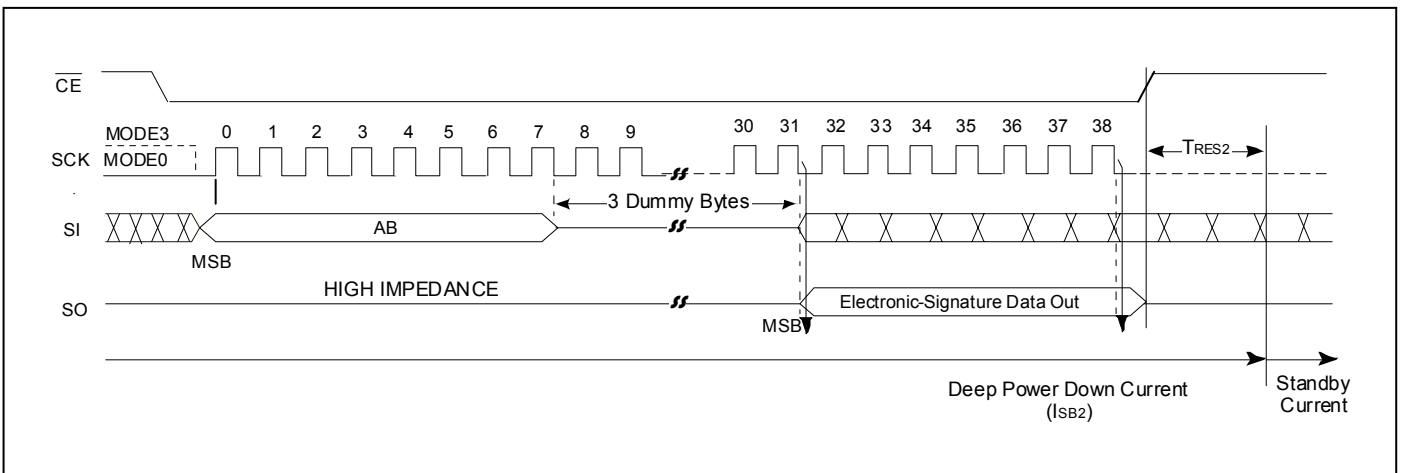 CE
MODE3
0 1 2 3 4 5 6 7 8 9 30 31 32 33 34 35 36 37 38
SCK MODE0
TRES2
3 Dummy Bytes
SI
AB
MSB
HIGH IMPEDANCE
SO
Electronic-Signature Data Out
MSB
Deep Power Down Current
(ISB2)
Standby
Current